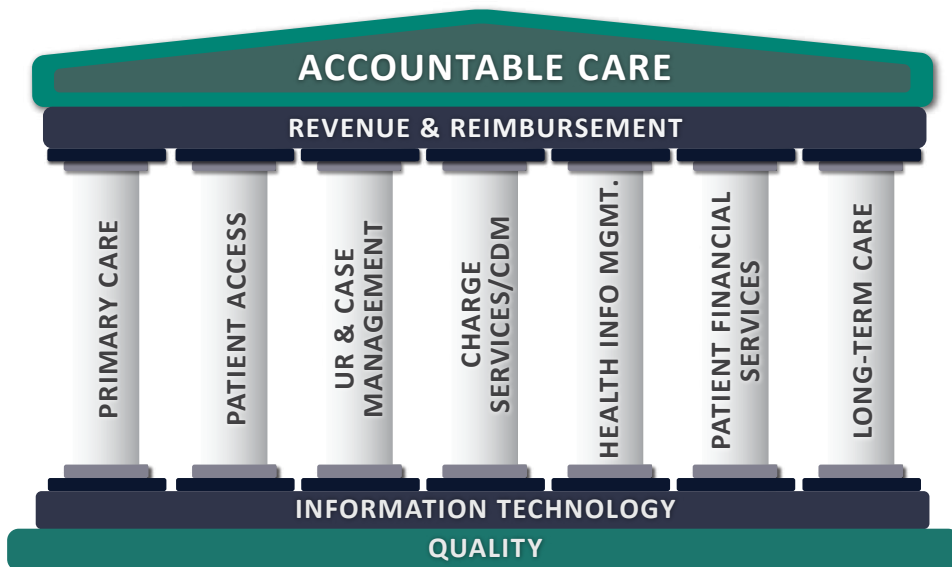 ACCOUNTABLE CARE
REVENUE & REIMBURSEMENT
PRIMARY CARE
PATIENT ACCESS
UR & CASE
MANAGEMENT
CHARGE
SERVICES/CDM
HEALTH INFO MGMT.
PATIENT FINANCIAL
SERVICES
LONG-TERM CARE
INFORMATION TECHNOLOGY
QUALITY